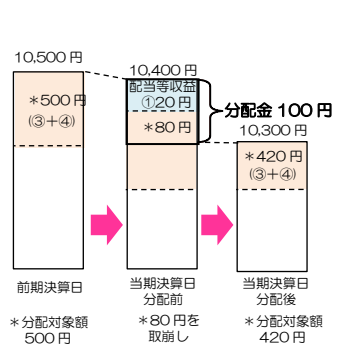 10,500円
＊500円
(③＋④)
前期決算日
＊分配対象額
500円
10,400円
配当等収益
①20円
＊80円
分配金100円
当期決算日
分配前
＊80円を
取崩し
10,300円
＊420円
(③＋④)
当期決算日
分配後
＊分配対象額
420円